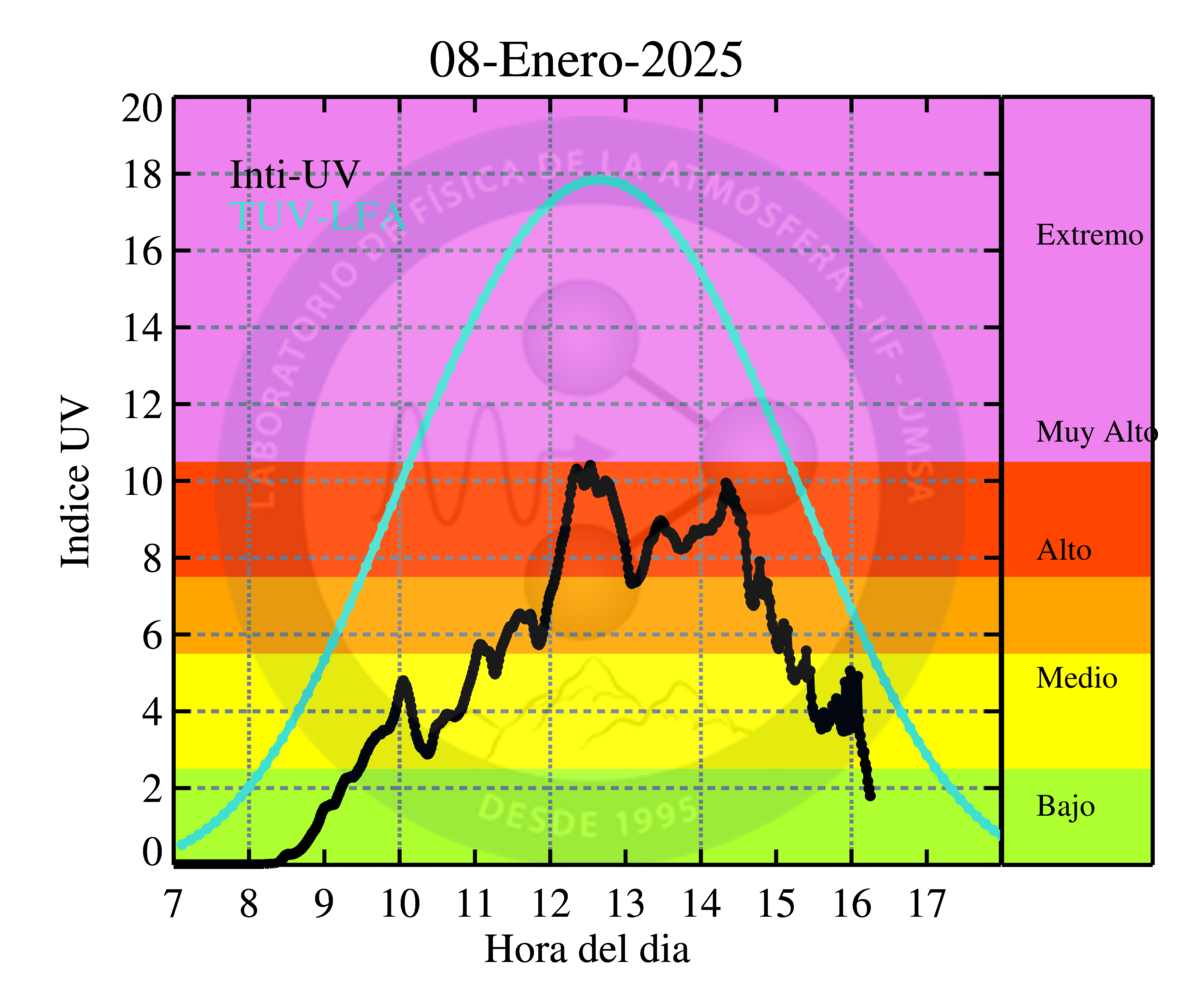 08-Enero-2025
20
18
16
14
12
10
8
6
4
2
0
Indice UV
Inti-UV
TUV-LFA
LABORATORIO DE FÍSICA DE LA ATMÓSFERA - IIF - UMSA
DESDE 1995
Extremo
Muy Alto
Alto
Medio
Bajo
7 8 9 10 11 12 13 14 15 16 17
Hora del dia